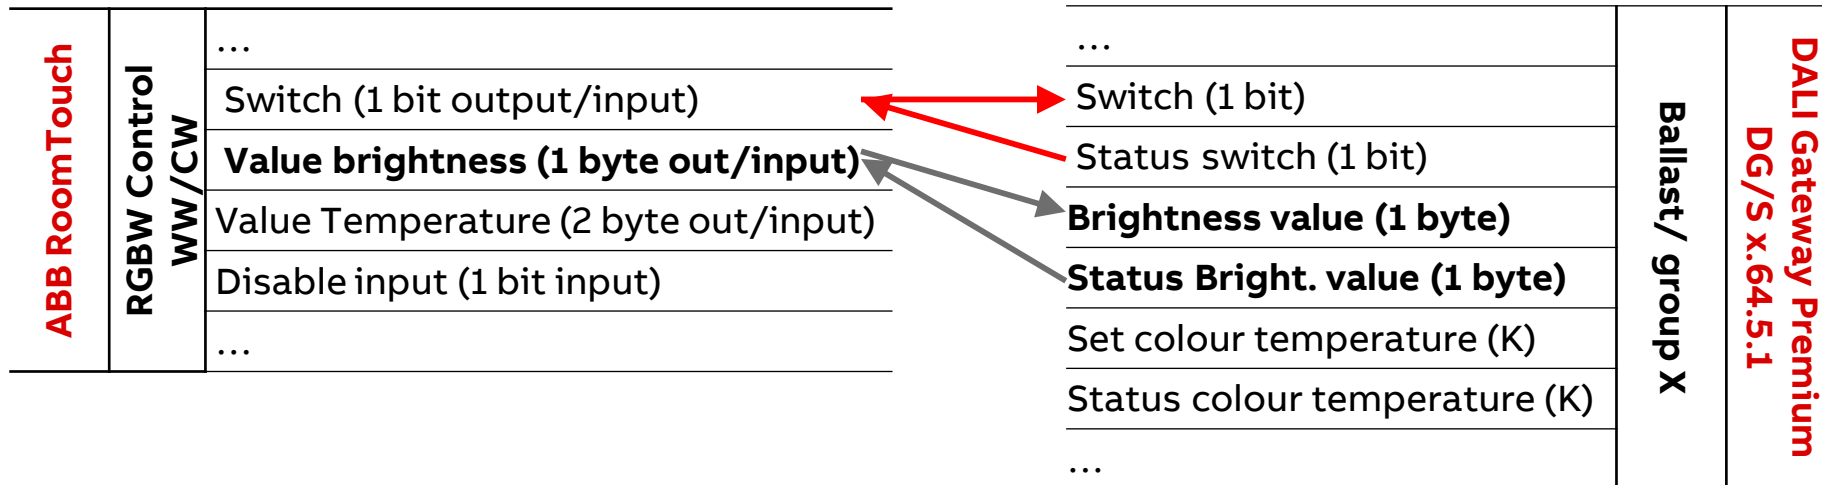 ABB RoomTouch
RGBW Control
WW/CW
...
Switch (1 bit output/input)
Value brightness (1 byte out/input)
Value Temperature (2 byte out/input)
Disable input (1 bit input)
...
...
Switch (1 bit)
Status switch (1 bit)
Brightness value (1 byte)
Status Bright. value (1 byte)
Set colour temperature (K)
Status colour temperature (K)
...
Ballast/ group X
DALI Gateway Premium
DG/S x.64.5.1